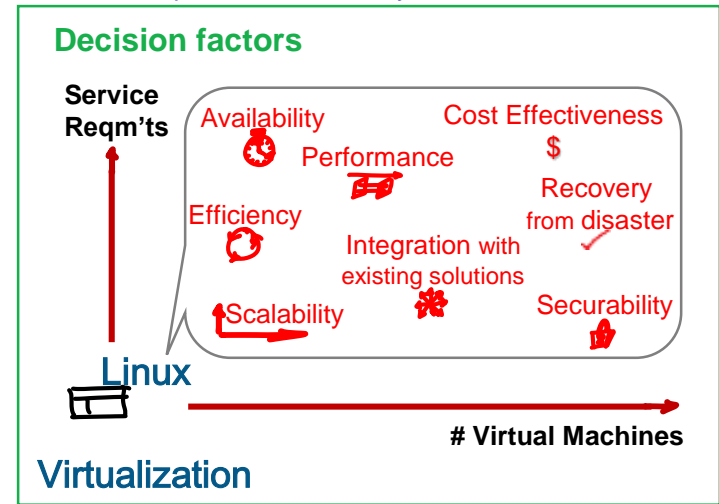 Decision factors
Service
Reqm'ts
Availability
Cost Effectiveness
$
Performance
Recovery
from disaster
Efficiency
Integration with
existing solutions
Scalability
Securability
Linux
# Virtual Machines
Virtualization